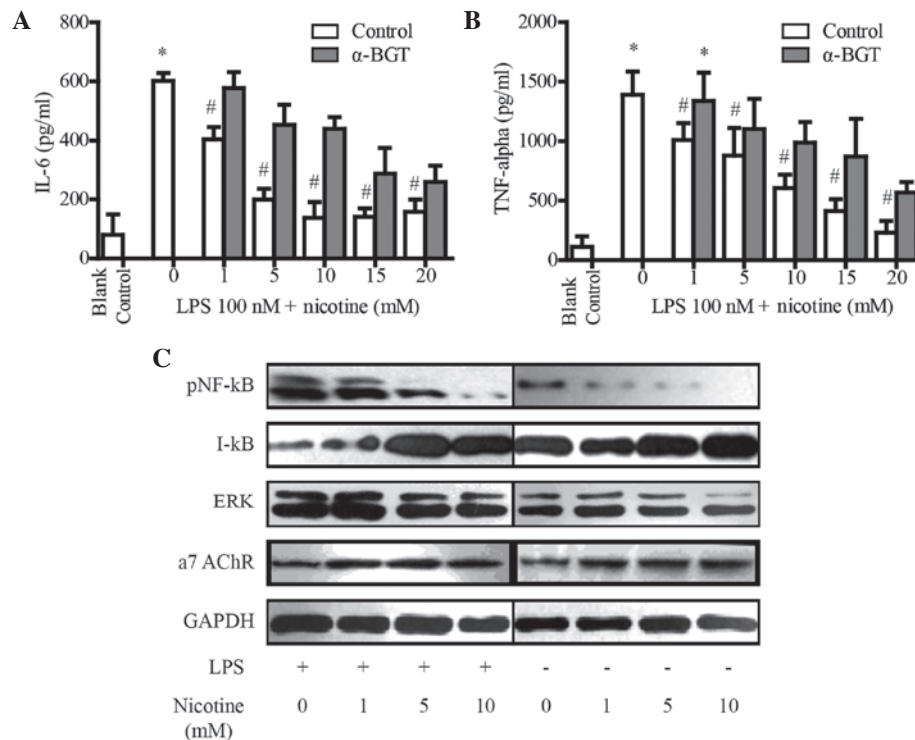 A
800
600
400
200
0
IL-6 (pg/ml)
Control
α-BGT
*
#
#
#
#
#
Blank
Control
0 1 5 10 15 20
LPS 100 nM + nicotine (mM)
B
2000
1500
1000
500
0
TNF-alpha (pg/ml)
Control
α-BGT
*
*
#
#
#
#
#
Blank
Control
0 1 5 10 15 20
LPS 100 nM + nicotine (mM)
C
pNF-kB
I-kB
ERK
a7 AChR
GAPDH
LPS + + + + - - - -
Nicotine 0 1 5 10 0 1 5 10
(mM)